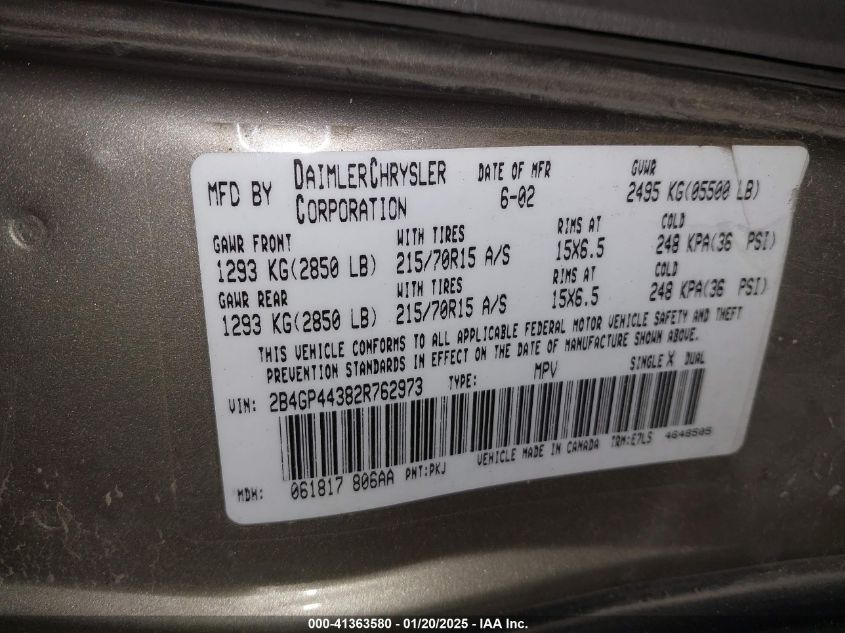 MFD BY DAIMLERCHRYSLER CORPORATION
DATE OF MFR 6-02
GVWR 2495 KG(05500 LB)
GAWR FRONT WITH TIRES RIMS AT COLD
1293 KG(2850 LB) 215/70R15 A/S 15X6.5 248 KPA(36 PSI)
GAWR REAR WITH TIRES RIMS AT COLD
1293 KG(2850 LB) 215/70R15 A/S 15X6.5 248 KPA(36 PSI)
THIS VEHICLE CONFORMS TO ALL APPLICABLE FEDERAL MOTOR VEHICLE SAFETY AND THEFT
PREVENTION STANDARDS IN EFFECT ON THE DATE OF MANUFACTURE SHOWN ABOVE.
VIN: 2B4GP44382R762973 TYPE: MPV SINGLE X DUAL
MDH: 061817 806AA PNT:PKJ VEHICLE MADE IN CANADA TRM:E7LS 4648505
000-41363580 - 01/20/2025 - IAA Inc.